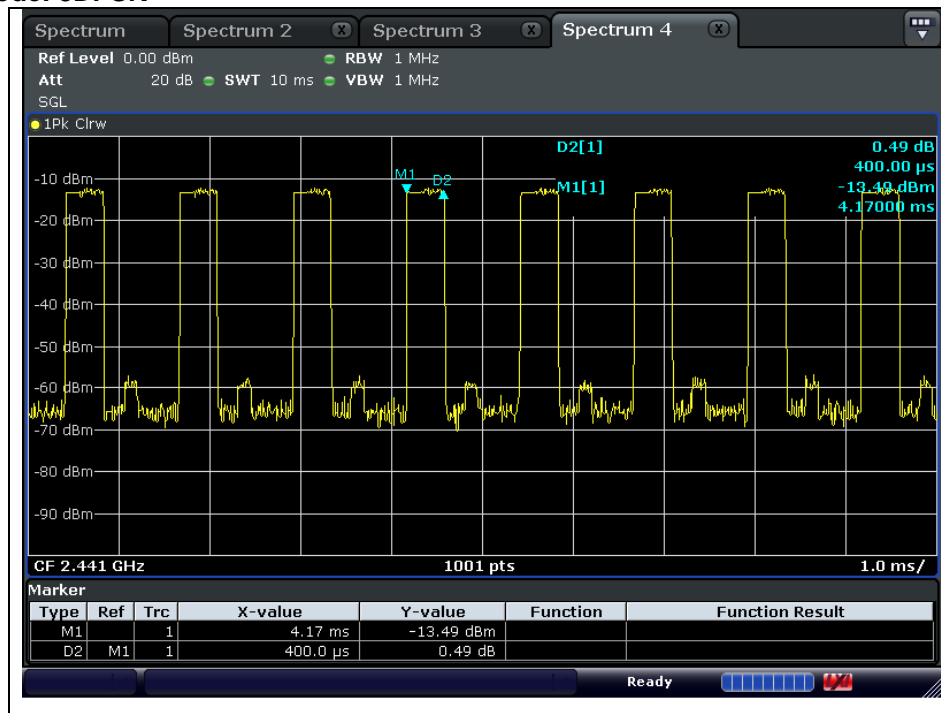 Spectrum Spectrum 2 Spectrum 3 Spectrum 4
Ref Level 0.00 dBm RBW 1 MHz
Att 20 dB SWT 10 ms VBW 1 MHz
SGL
1Pk Clrw
D2[1] 0.49 dB
400.00 µs
M1[1] -13.49 dBm
4.17000 ms
M1 D2
-10 dBm
-20 dBm
-30 dBm
-40 dBm
-50 dBm
-60 dBm
-70 dBm
-80 dBm
-90 dBm
CF 2.441 GHz 1001 pts 1.0 ms/
Marker
Type Ref Trc X-value Y-value Function Function Result
M1 1 4.17 ms -13.49 dBm
D2 M1 1 400.0 µs 0.49 dB
Ready